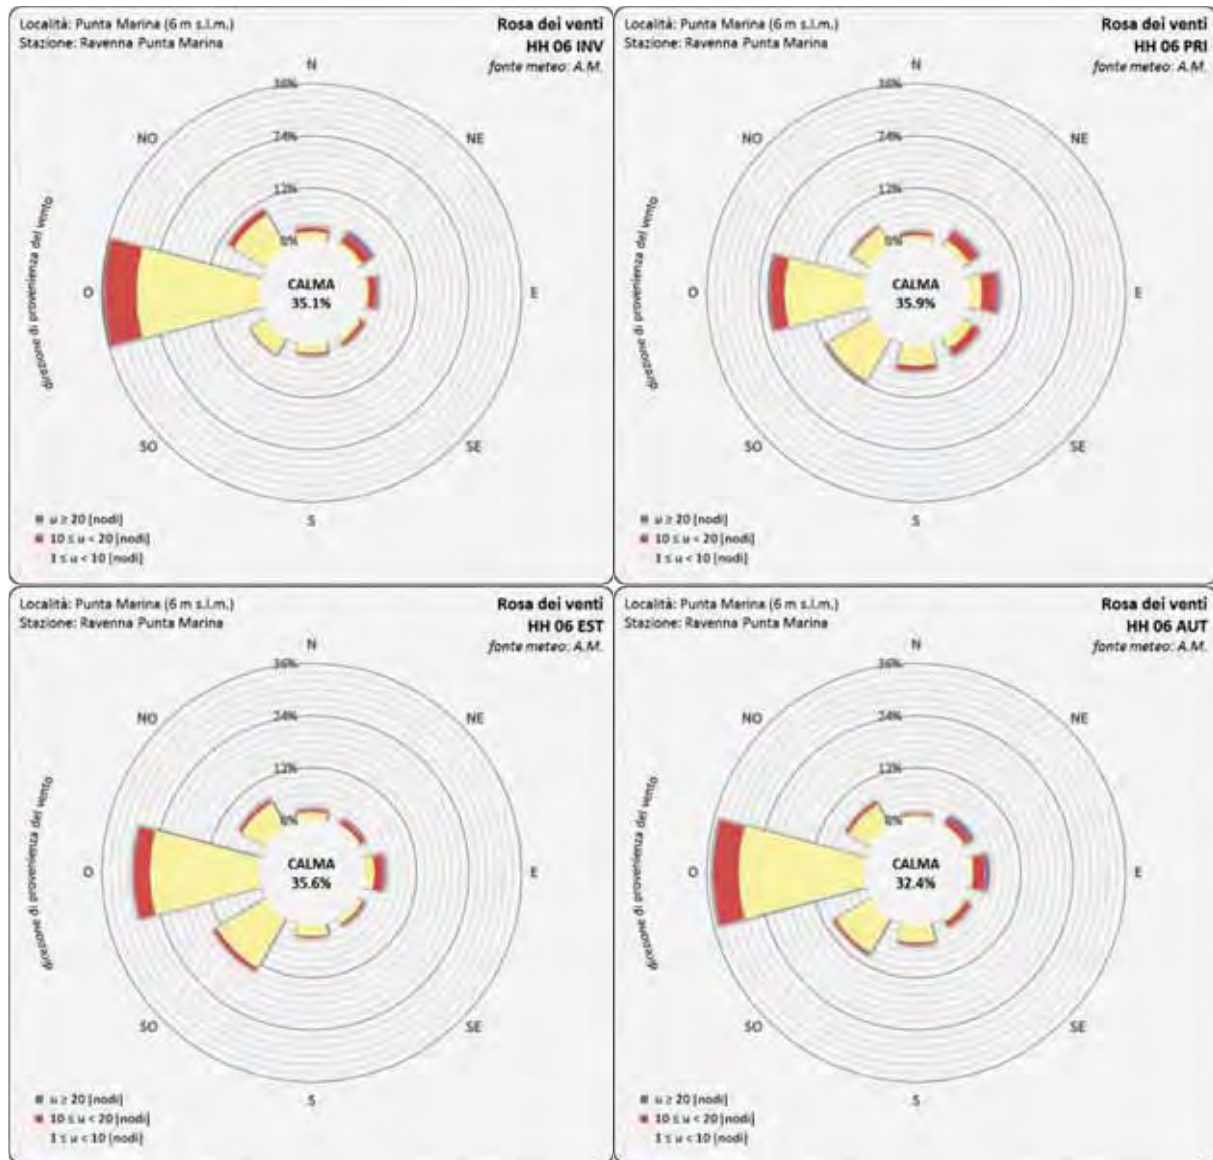 Località: Punta Marina (6 m s.l.m.)
Stazione: Ravenna Punta Marina
Rosa dei venti
HH 06 INV
fonte meteo: A.M.
N
36%
NO
24%
NE
12%
0%
direzione di provenienza del vento
O
CALMA
35.1%
E
SO
SE
S
u ≥ 20 [nodi]
10 ≤ u < 20 [nodi]
1 ≤ u < 10 [nodi]
Località: Punta Marina (6 m s.l.m.)
Stazione: Ravenna Punta Marina
Rosa dei venti
HH 06 PRI
fonte meteo: A.M.
N
36%
NO
24%
NE
12%
0%
direzione di provenienza del vento
O
CALMA
35.9%
E
SO
SE
S
u ≥ 20 [nodi]
10 ≤ u < 20 [nodi]
1 ≤ u < 10 [nodi]
Località: Punta Marina (6 m s.l.m.)
Stazione: Ravenna Punta Marina
Rosa dei venti
HH 06 EST
fonte meteo: A.M.
N
36%
NO
24%
NE
12%
0%
direzione di provenienza del vento
O
CALMA
35.6%
E
SO
SE
S
u ≥ 20 [nodi]
10 ≤ u < 20 [nodi]
1 ≤ u < 10 [nodi]
Località: Punta Marina (6 m s.l.m.)
Stazione: Ravenna Punta Marina
Rosa dei venti
HH 06 AUT
fonte meteo: A.M.
N
36%
NO
24%
NE
12%
0%
direzione di provenienza del vento
O
CALMA
32.4%
E
SO
SE
S
u ≥ 20 [nodi]
10 ≤ u < 20 [nodi]
1 ≤ u < 10 [nodi]